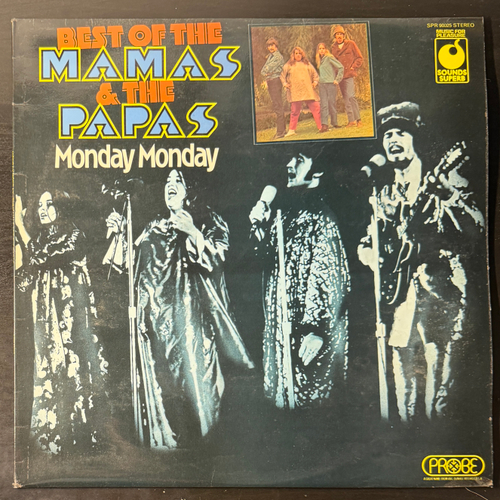 BEST OF THE
MAMAS
& THE
PAPAS
Monday Monday
SPR 90025 STEREO
MUSIC FOR
PLEASURE
SOUNDS
SUPERB
PROBE